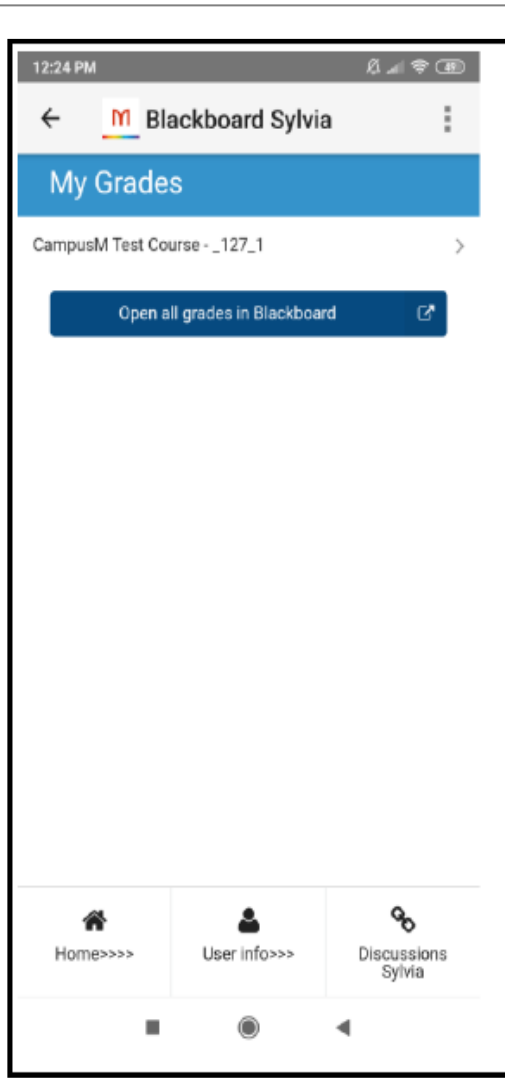 12:24 PM
49
M Blackboard Sylvia
My Grades
CampusM Test Course - _127_1
Open all grades in Blackboard
Home>>>>
User info>>>
Discussions
Sylvia